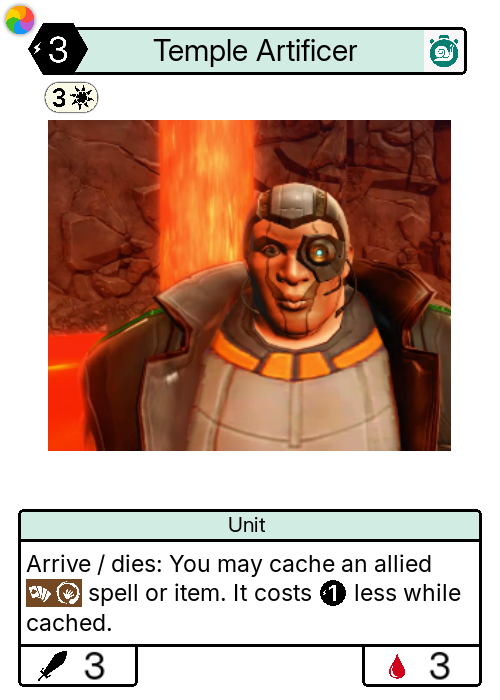 3
Temple Artificer
3
Unit
Arrive / dies: You may cache an allied
spell or item. It costs 1 less while
cached.
3
3